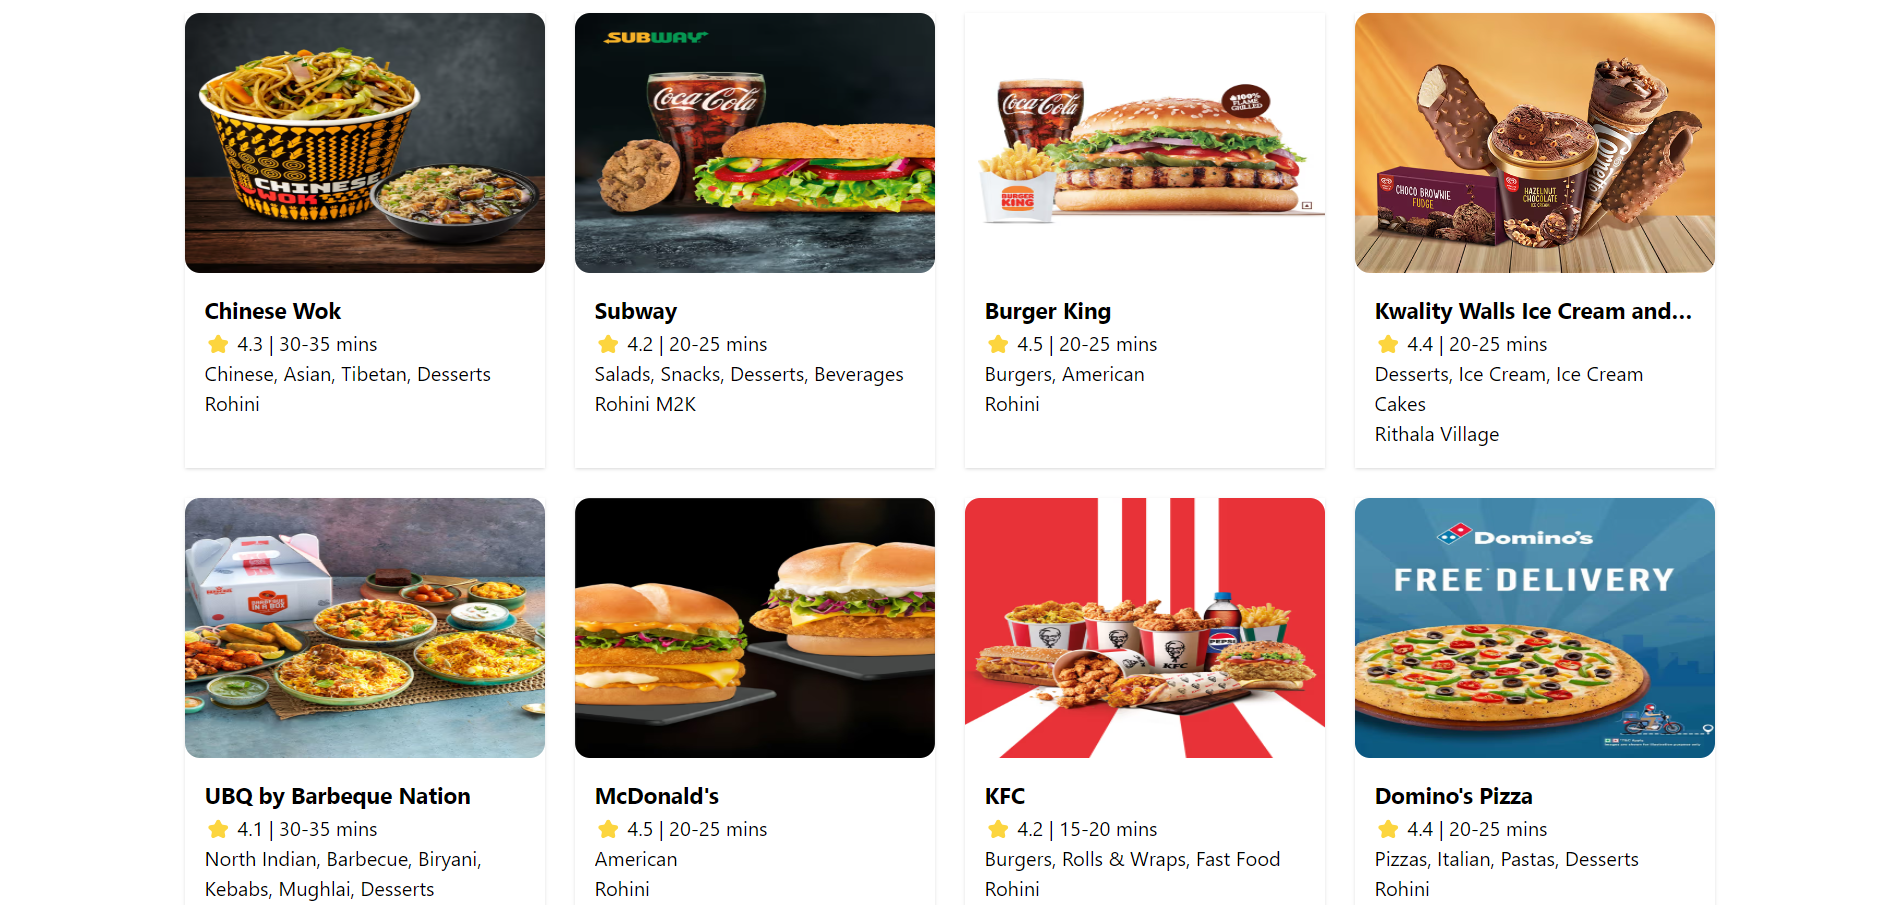 CHINESE
WOK
Chinese Wok
4.3 | 30-35 mins
Chinese, Asian, Tibetan, Desserts
Rohini
SUBWAY
Coca-Cola
Subway
4.2 | 20-25 mins
Salads, Snacks, Desserts, Beverages
Rohini M2K
Coca-Cola
100%
FLAME
GRILLED
BURGER
KING
Burger King
4.5 | 20-25 mins
Burgers, American
Rohini
CHOCO BROWNIE
FUDGE
HAZELNUT
CHOCOLATE
ICE CREAM
Kwality Walls Ice Cream and...
4.4 | 20-25 mins
Desserts, Ice Cream, Ice Cream
Cakes
Rithala Village
BARBEQUE
IN A BOX
UBQ by Barbeque Nation
4.1 | 30-35 mins
North Indian, Barbecue, Biryani,
Kebabs, Mughlai, Desserts
McDonald's
4.5 | 20-25 mins
American
Rohini
PEPSI
KFC
KFC
4.2 | 15-20 mins
Burgers, Rolls & Wraps, Fast Food
Rohini
Domino's
FREE DELIVERY
Domino's Pizza
4.4 | 20-25 mins
Pizzas, Italian, Pastas, Desserts
Rohini